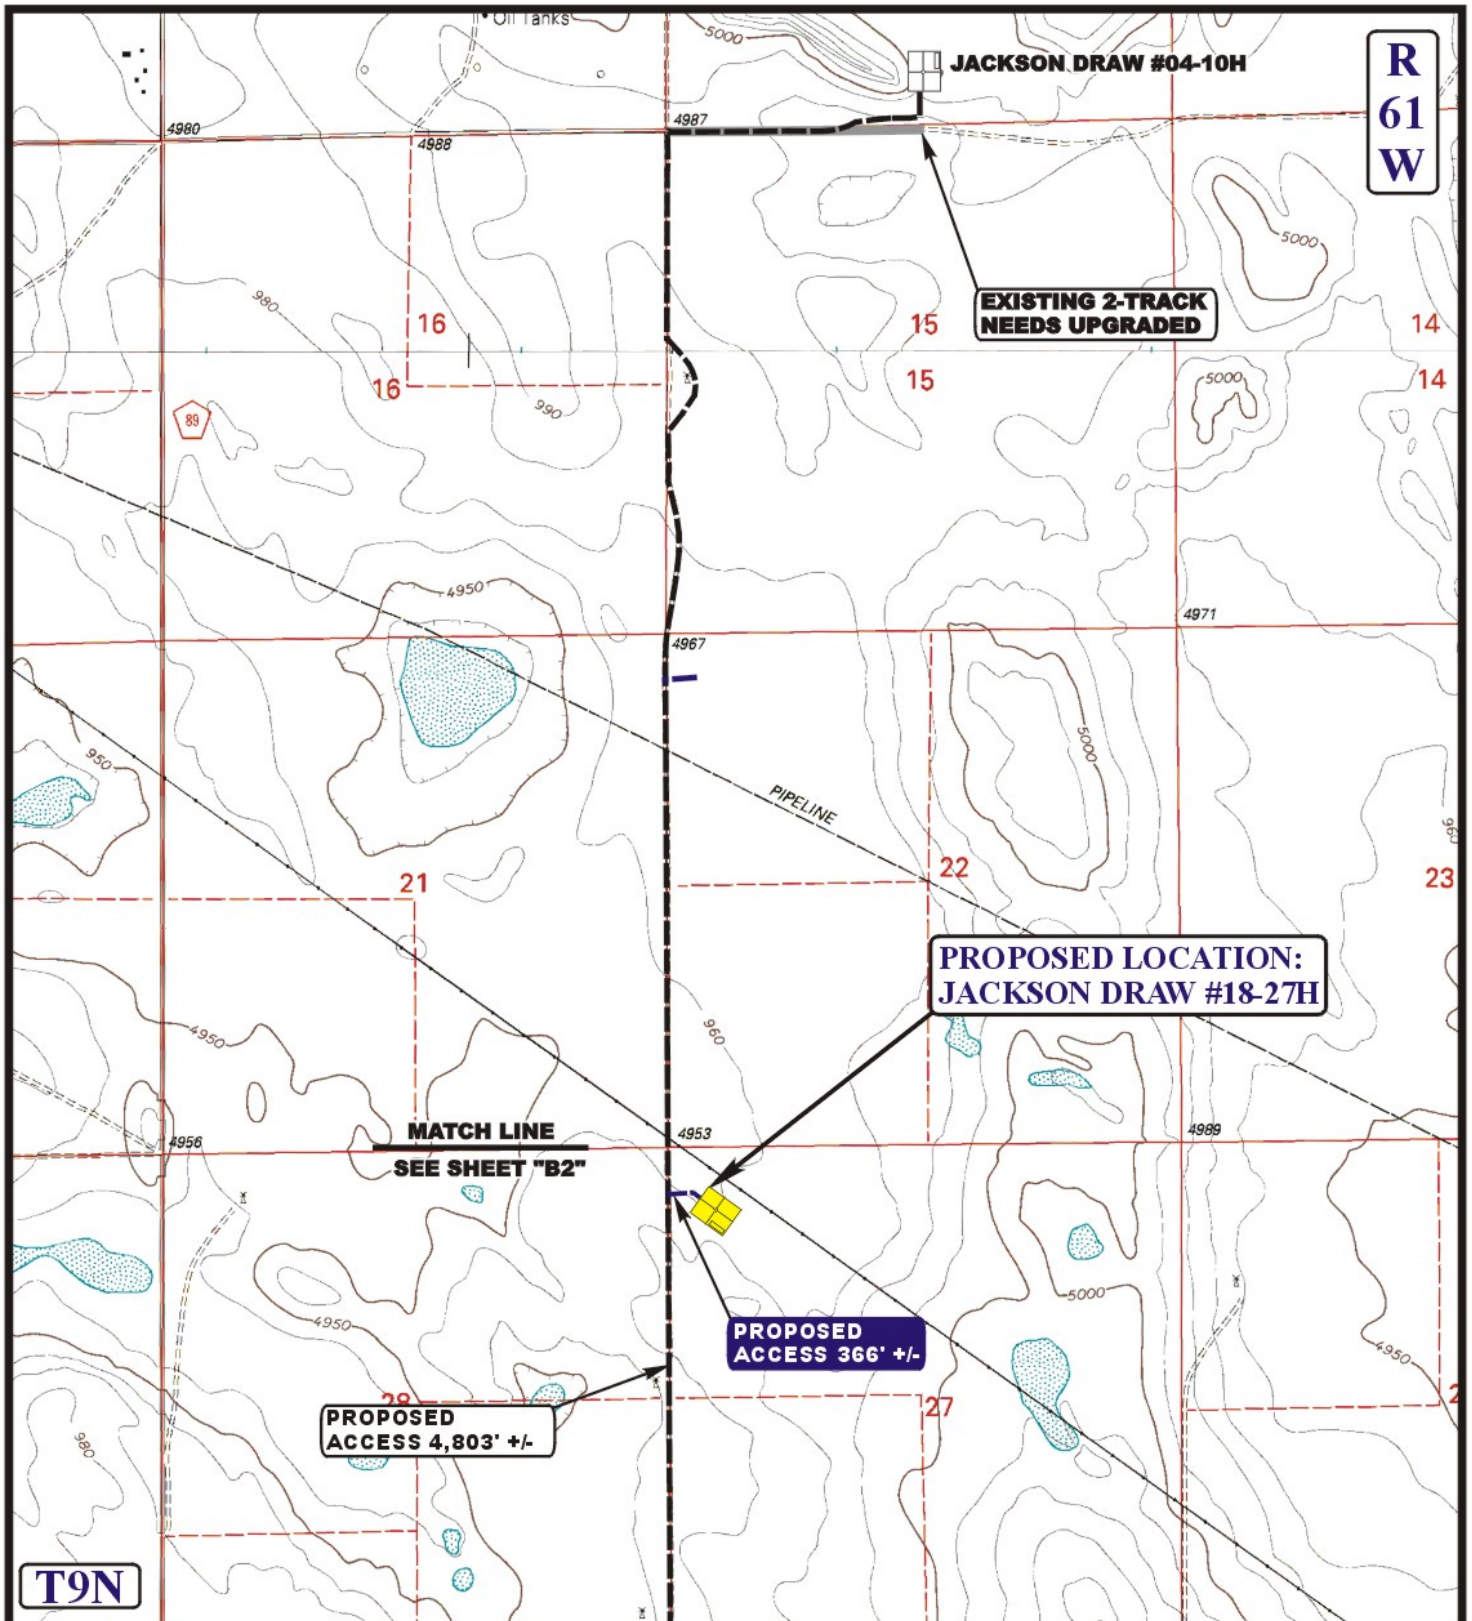 Oil Tanks
5000
JACKSON DRAW #04-10H
R
61
W
4980
4988
4987
5000
EXISTING 2-TRACK
NEEDS UPGRADED
980
16
15
14
16
15
14
990
5000
89
4950
4967
4971
950
5000
PIPELINE
960
21
22
23
PROPOSED LOCATION:
JACKSON DRAW #18-27H
4950
960
MATCH LINE
SEE SHEET "B2"
4956
4953
4989
PROPOSED
ACCESS 366' +/-
4950
5000
4950
28
27
2
PROPOSED
ACCESS 4,803' +/-
980
T9N